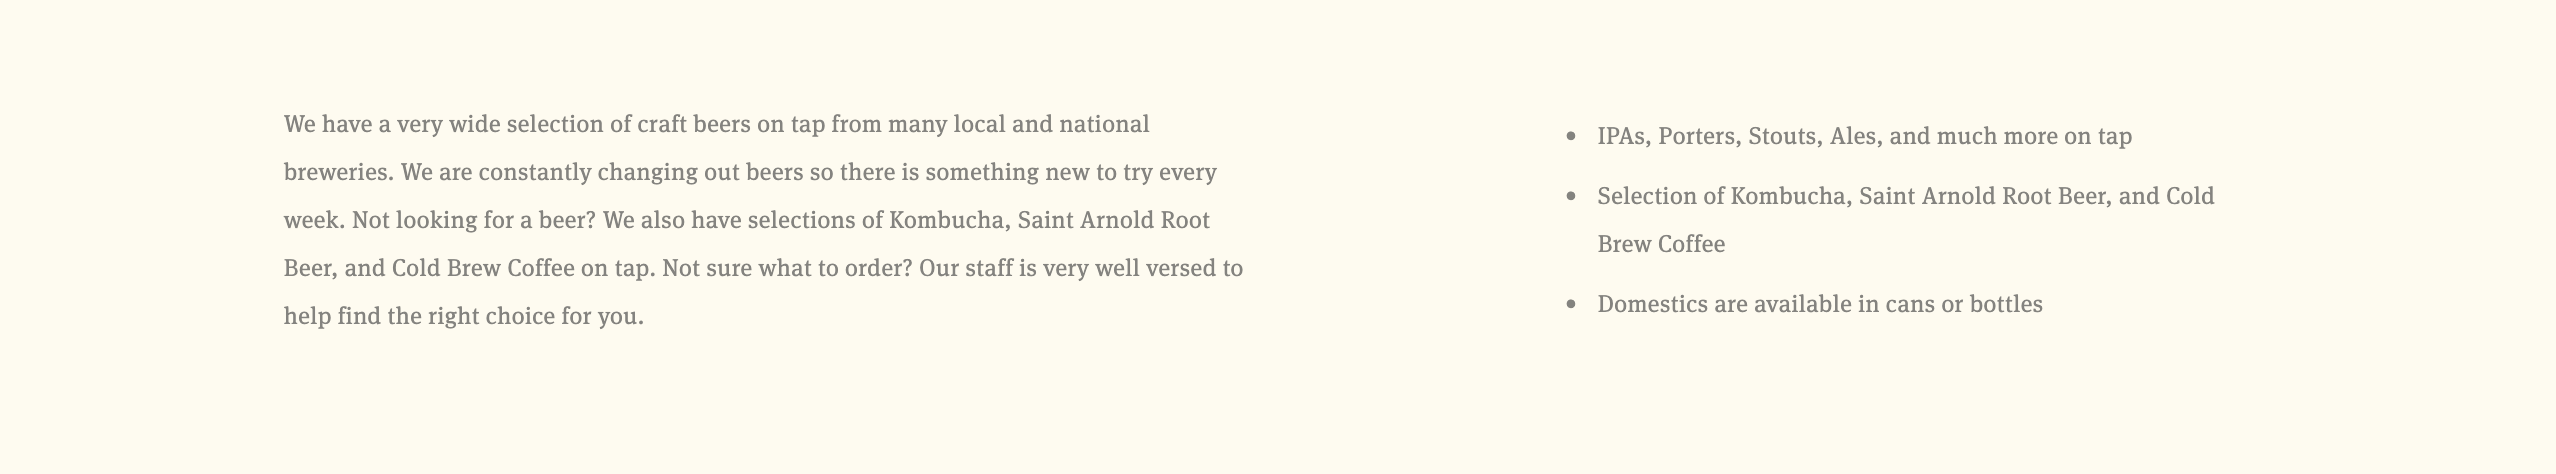 We have a very wide selection of craft beers on tap from many local and national
breweries. We are constantly changing out beers so there is something new to try every
week. Not looking for a beer? We also have selections of Kombucha, Saint Arnold Root
Beer, and Cold Brew Coffee on tap. Not sure what to order? Our staff is very well versed to
help find the right choice for you.
• IPAs, Porters, Stouts, Ales, and much more on tap
• Selection of Kombucha, Saint Arnold Root Beer, and Cold
Brew Coffee
• Domestics are available in cans or bottles